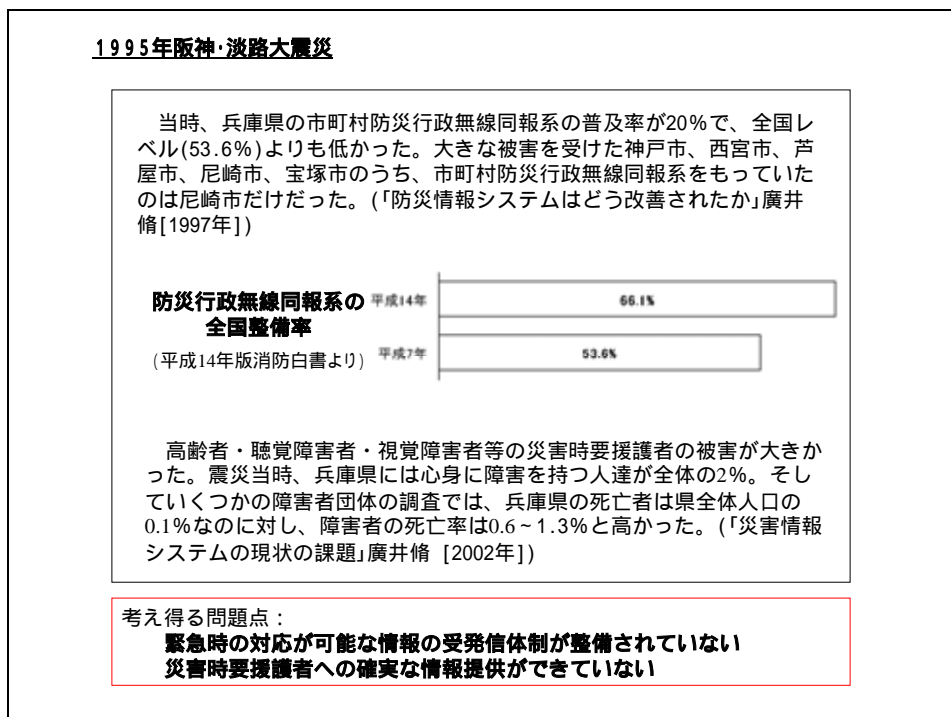 1995年阪神・淡路大震災
当時、兵庫県の市町村防災行政無線同報系の普及率が20%で、全国レ
ベル(53.6%)よりも低かった。大きな被害を受けた神戸市、西宮市、芦
屋市、尼崎市、宝塚市のうち、市町村防災行政無線同報系をもっていた
のは尼崎市だけだった。(｢防災情報システムはどう改善されたか｣廣井
脩[1997年])
防災行政無線同報系の
全国整備率
(平成14年版消防白書より)
平成14年 66.1%
平成7年 53.6%
高齢者・聴覚障害者・視覚障害者等の災害時要援護者の被害が大きか
った。震災当時、兵庫県には心身に障害を持つ人達が全体の2%。そし
ていくつかの障害者団体の調査では、兵庫県の死亡者は県全体人口の
0.1%なのに対し、障害者の死亡率は0.6~1.3%と高かった。(｢災害情報
システムの現状の課題｣廣井脩 [2002年])
考え得る問題点：
緊急時の対応が可能な情報の受発信体制が整備されていない
災害時要援護者への確実な情報提供ができていない